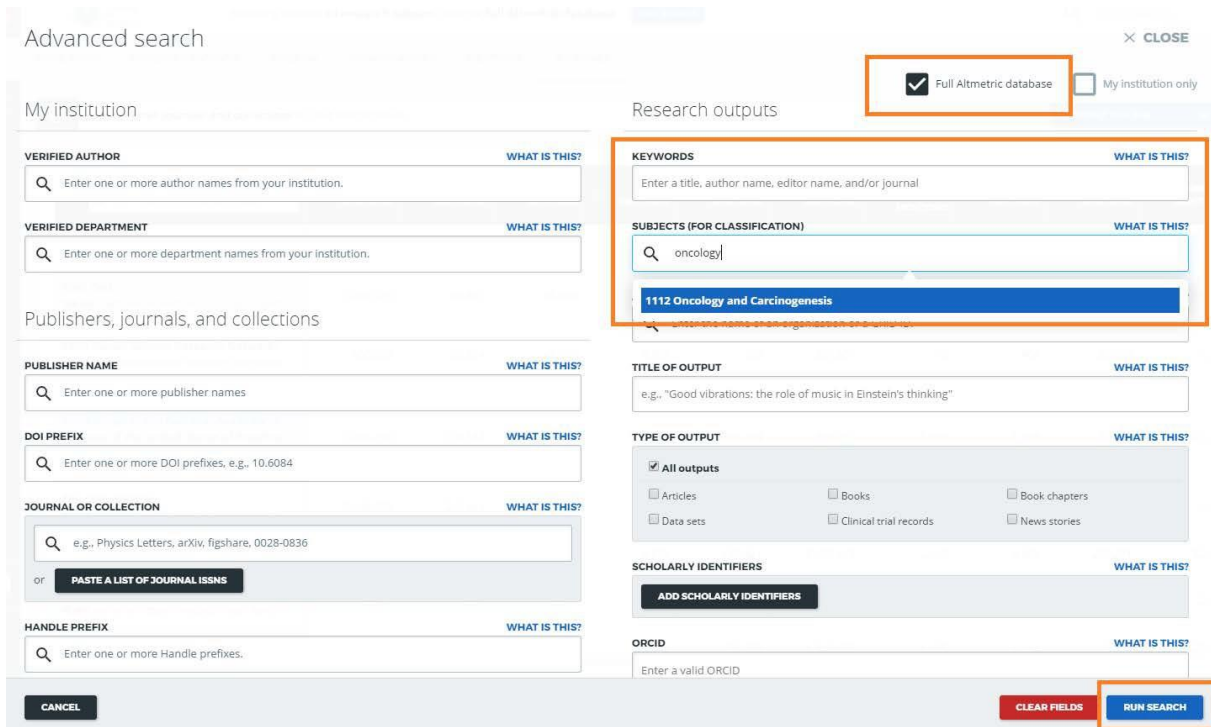 Advanced search
× CLOSE
Full Altmetric database
My institution only
My institution
VERIFIED AUTHOR
WHAT IS THIS?
Enter one or more author names from your institution.
VERIFIED DEPARTMENT
WHAT IS THIS?
Enter one or more department names from your institution.
Publishers, journals, and collections
PUBLISHER NAME
WHAT IS THIS?
Enter one or more publisher names
DOI PREFIX
WHAT IS THIS?
Enter one or more DOI prefixes, e.g., 10.6084
JOURNAL OR COLLECTION
WHAT IS THIS?
e.g., Physics Letters, arXiv, figshare, 0028-0836
or
PASTE A LIST OF JOURNAL ISSNS
HANDLE PREFIX
WHAT IS THIS?
Enter one or more Handle prefixes.
Research outputs
KEYWORDS
WHAT IS THIS?
Enter a title, author name, editor name, and/or journal
SUBJECTS (FOR CLASSIFICATION)
WHAT IS THIS?
oncology
1112 Oncology and Carcinogenesis
TITLE OF OUTPUT
WHAT IS THIS?
e.g., "Good vibrations: the role of music in Einstein's thinking"
TYPE OF OUTPUT
WHAT IS THIS?
All outputs
Articles
Books
Book chapters
Data sets
Clinical trial records
News stories
SCHOLARLY IDENTIFIERS
WHAT IS THIS?
ADD SCHOLARLY IDENTIFIERS
ORCID
WHAT IS THIS?
Enter a valid ORCID
CANCEL
CLEAR FIELDS
RUN SEARCH